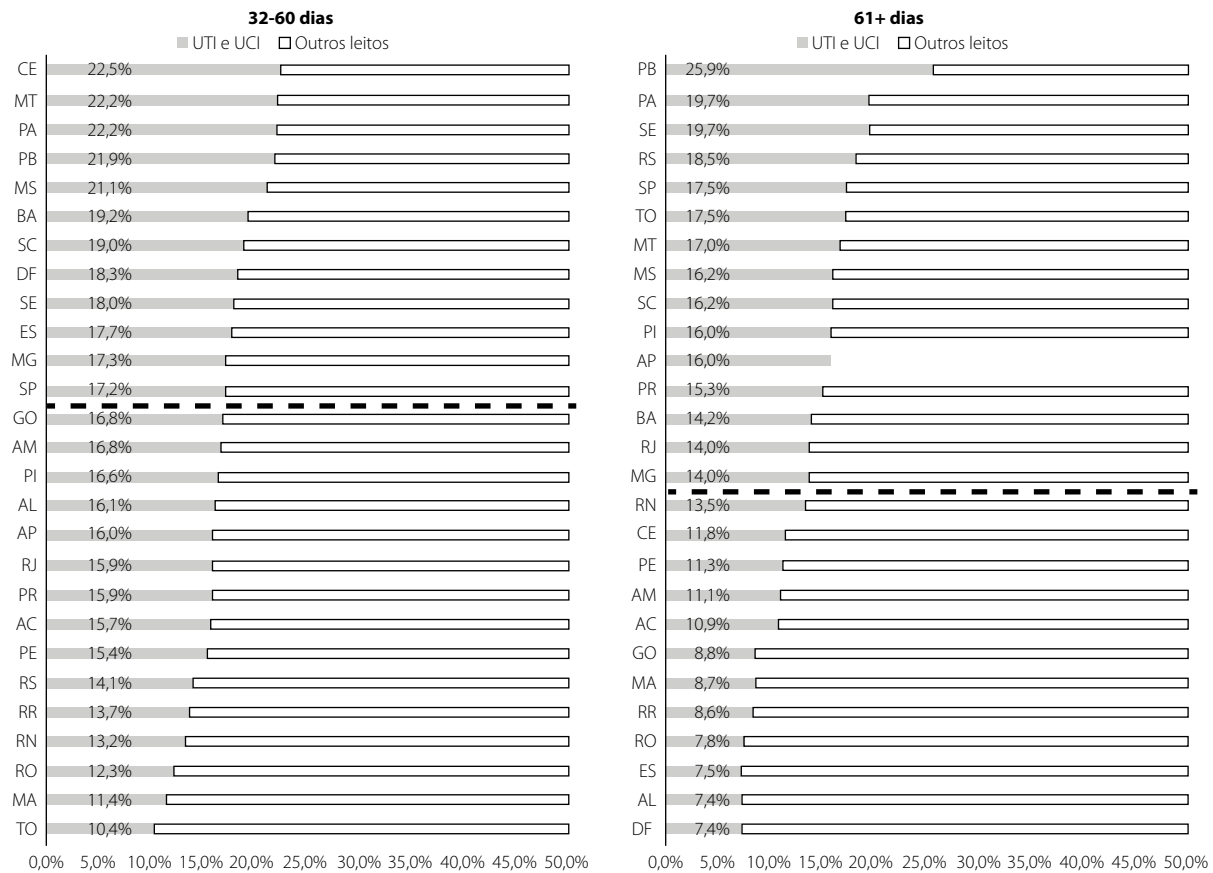 32-60 dias
UTI e UCI Outros leitos
CE 22,5%
MT 22,2%
PA 22,2%
PB 21,9%
MS 21,1%
BA 19,2%
SC 19,0%
DF 18,3%
SE 18,0%
ES 17,7%
MG 17,3%
SP 17,2%
GO 16,8%
AM 16,8%
PI 16,6%
AL 16,1%
AP 16,0%
RJ 15,9%
PR 15,9%
AC 15,7%
PE 15,4%
RS 14,1%
RR 13,7%
RN 13,2%
RO 12,3%
MA 11,4%
TO 10,4%
0,0% 5,0% 10,0% 15,0% 20,0% 25,0% 30,0% 35,0% 40,0% 45,0% 50,0%
61+ dias
UTI e UCI Outros leitos
PB 25,9%
PA 19,7%
SE 19,7%
RS 18,5%
SP 17,5%
TO 17,5%
MT 17,0%
MS 16,2%
SC 16,2%
PI 16,0%
AP 16,0%
PR 15,3%
BA 14,2%
RJ 14,0%
MG 14,0%
RN 13,5%
CE 11,8%
PE 11,3%
AM 11,1%
AC 10,9%
GO 8,8%
MA 8,7%
RR 8,6%
RO 7,8%
ES 7,5%
AL 7,4%
DF 7,4%
0,0% 5,0% 10,0% 15,0% 20,0% 25,0% 30,0% 35,0% 40,0% 45,0% 50,0%